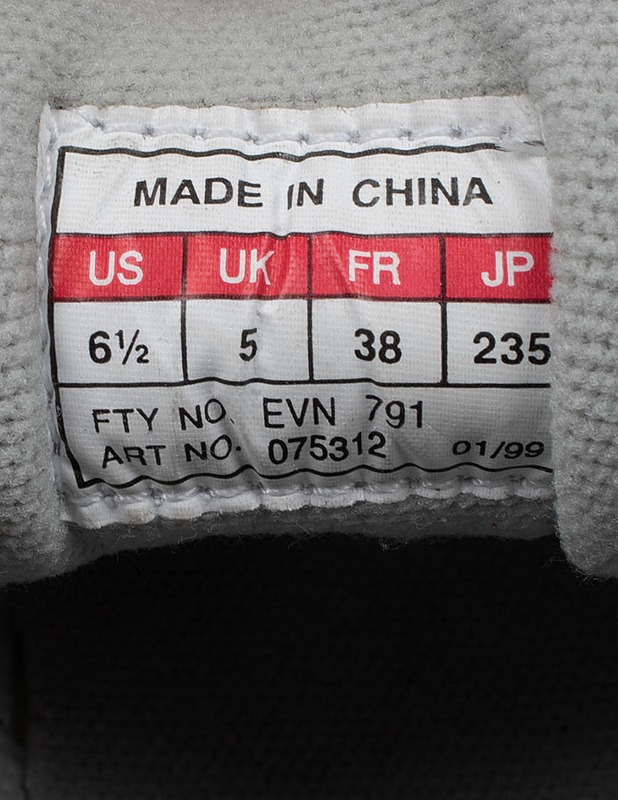 MADE IN CHINA
US UK FR JP
6½ 5 38 235
FTY NO. EVN 791
ART NO. 075312 01/99